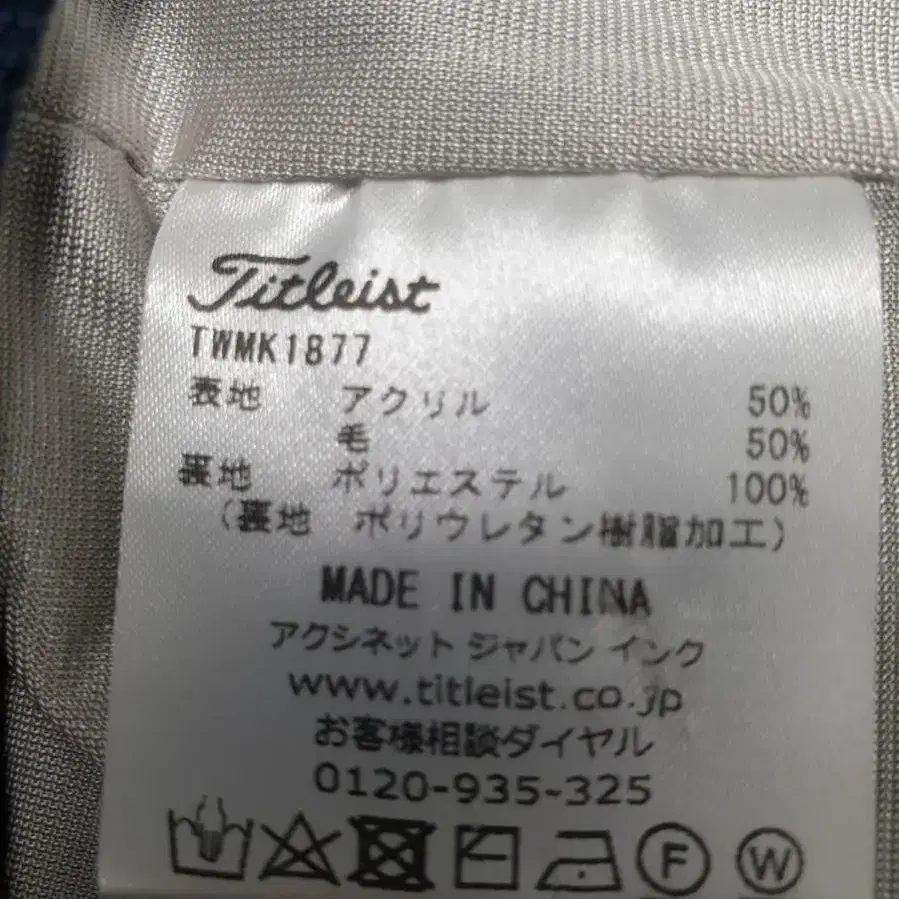 Titleist
TWMK1877
表地 アクリル 50%
毛 50%
裏地 ポリエステル 100%
(裏地 ポリウレタン樹脂加工)
MADE IN CHINA
アクシネット ジャパン インク
www.titleist.co.jp
お客様相談ダイヤル
0120-935-325
F W